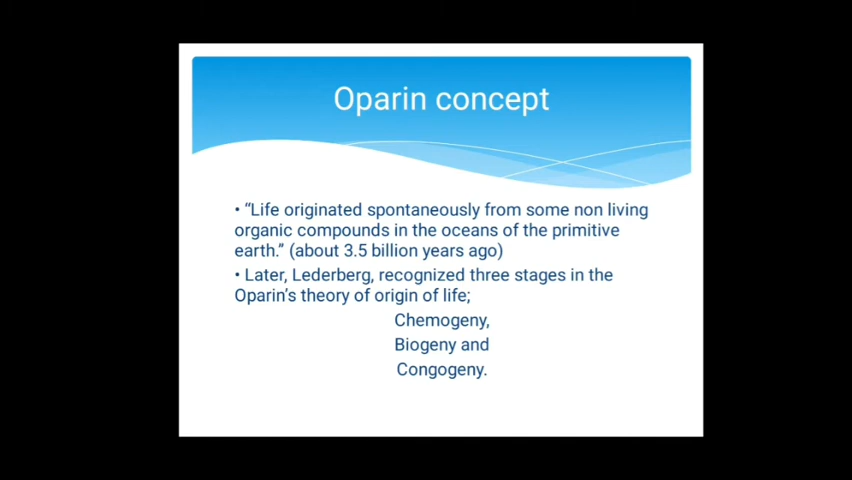 Oparin concept
• “Life originated spontaneously from some non living
organic compounds in the oceans of the primitive
earth.” (about 3.5 billion years ago)
• Later, Lederberg, recognized three stages in the
Oparin’s theory of origin of life;
Chemogeny,
Biogeny and
Congogeny.